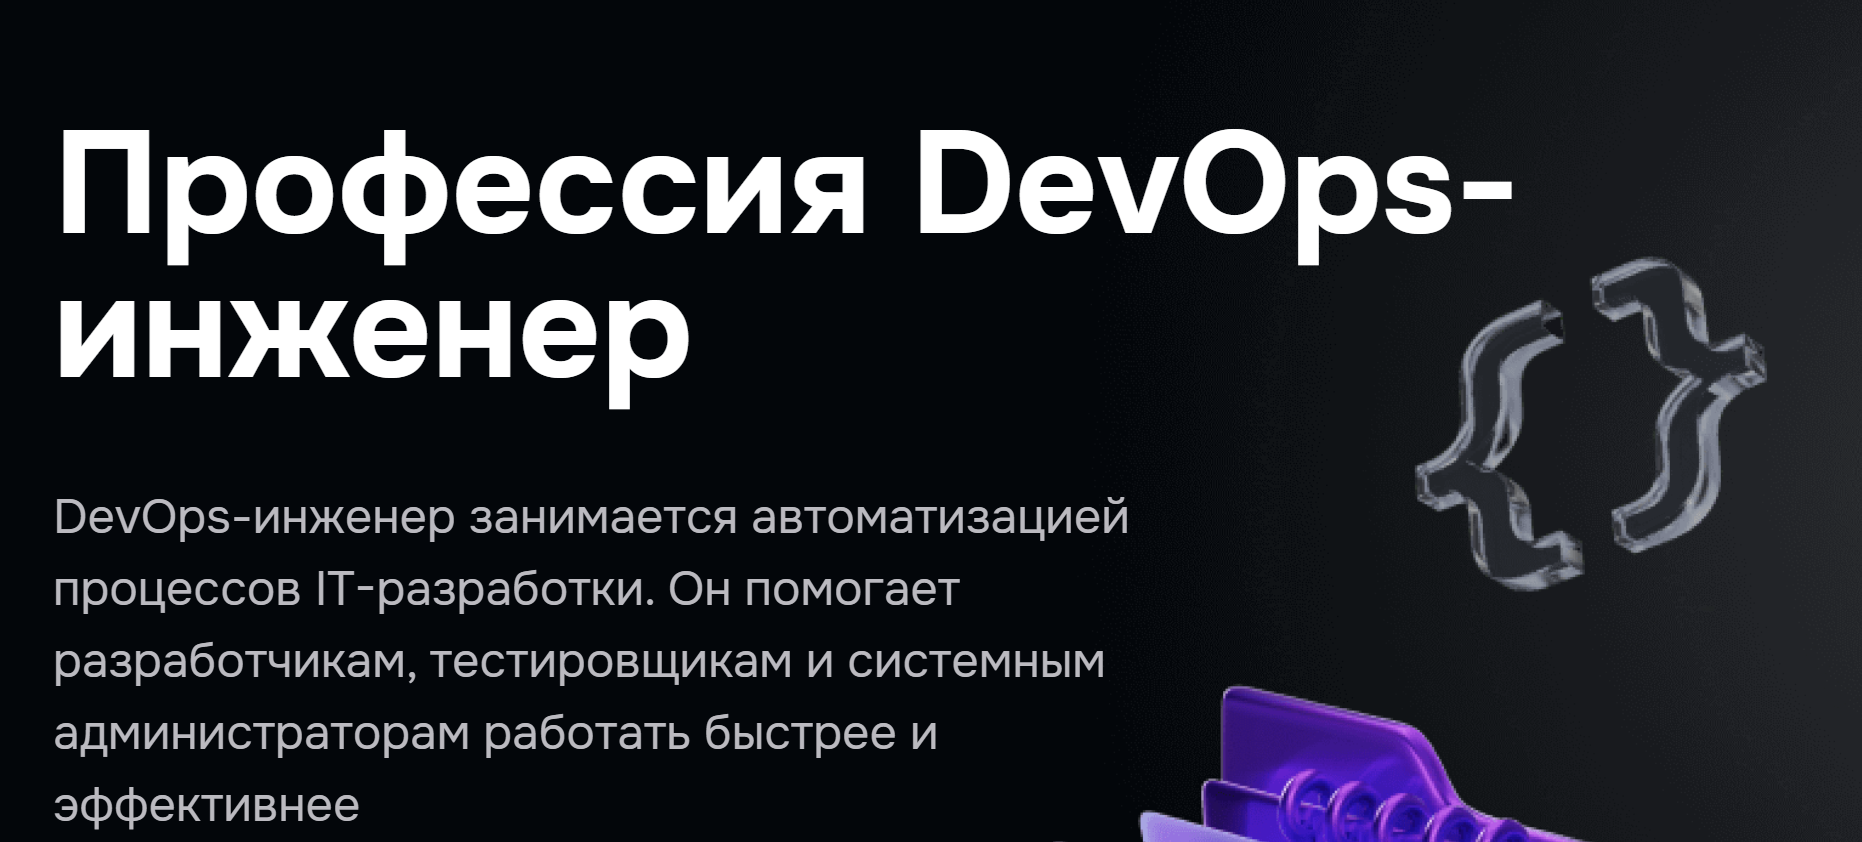 Профессия DevOps-
инженер
DevOps-инженер занимается автоматизацией
процессов IT-разработки. Он помогает
разработчикам, тестировщикам и системным
администраторам работать быстрее и
эффективнее